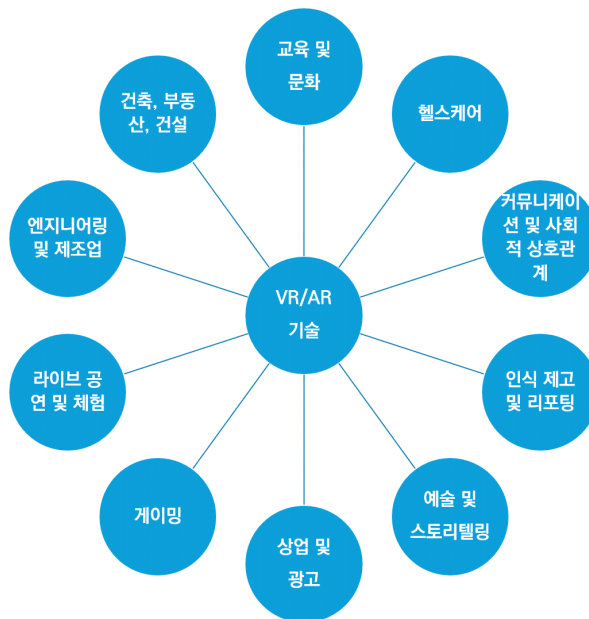 교육 및
문화
헬스케어
커뮤니케이
션 및 사회
적 상호관
계
인식 제고
및 리포팅
예술 및
스토리텔링
상업 및
광고
게이밍
라이브 공
연 및 체험
엔지니어링
및 제조업
건축, 부동
산, 건설
VR/AR
기술